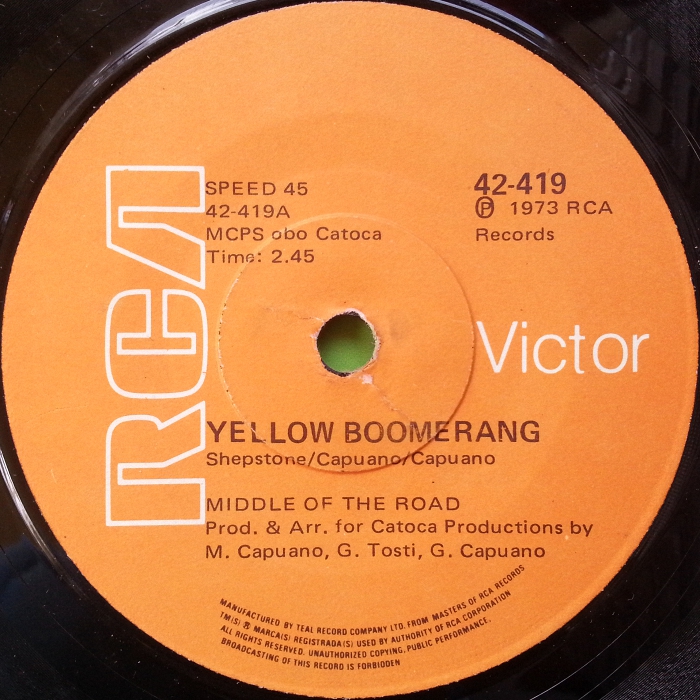 RCA
SPEED 45
42-419A
MCPS obo Catoca
Time: 2.45
42-419
Ⓟ 1973 RCA
Records
Victor
YELLOW BOOMERANG
Shepstone/Capuano/Capuano
MIDDLE OF THE ROAD
Prod. & Arr. for Catoca Productions by
M. Capuano, G. Tosti, G. Capuano
MANUFACTURED BY TEAL RECORD COMPANY LTD. FROM MASTERS OF RCA RECORDS
TM(S) ® MARCA(S) REGISTRADA(S) USED BY AUTHORITY OF RCA CORPORATION
ALL RIGHTS RESERVED. UNAUTHORIZED COPYING, PUBLIC PERFORMANCE.
BROADCASTING OF THIS RECORD IS FORBIDDEN